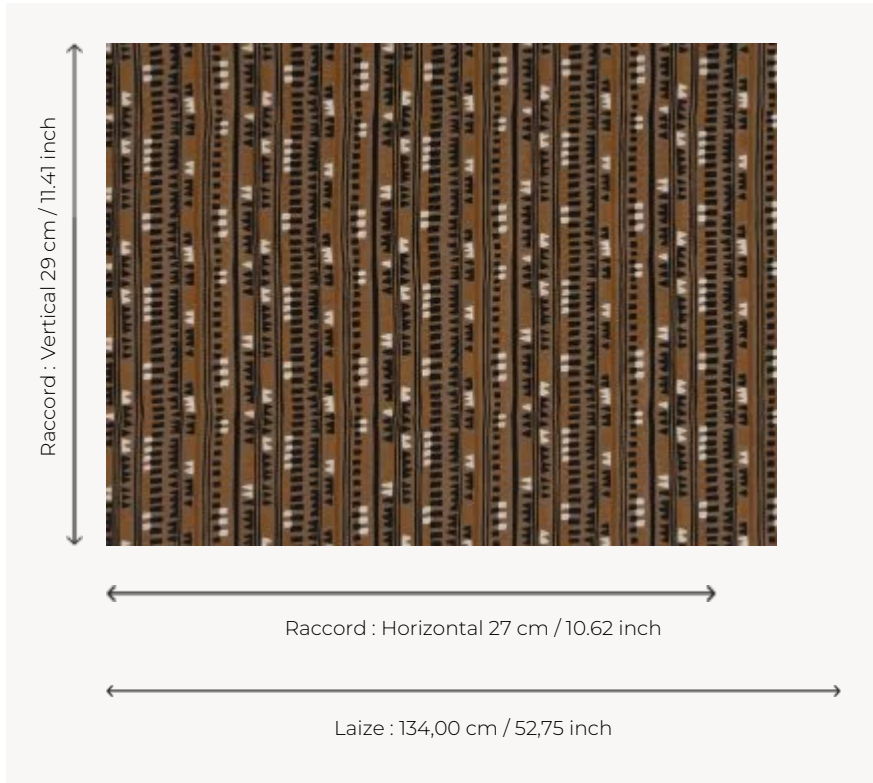 Raccord : Vertical 29 cm / 11.41 inch
Raccord : Horizontal 27 cm / 10.62 inch
Laize : 134,00 cm / 52,75 inch